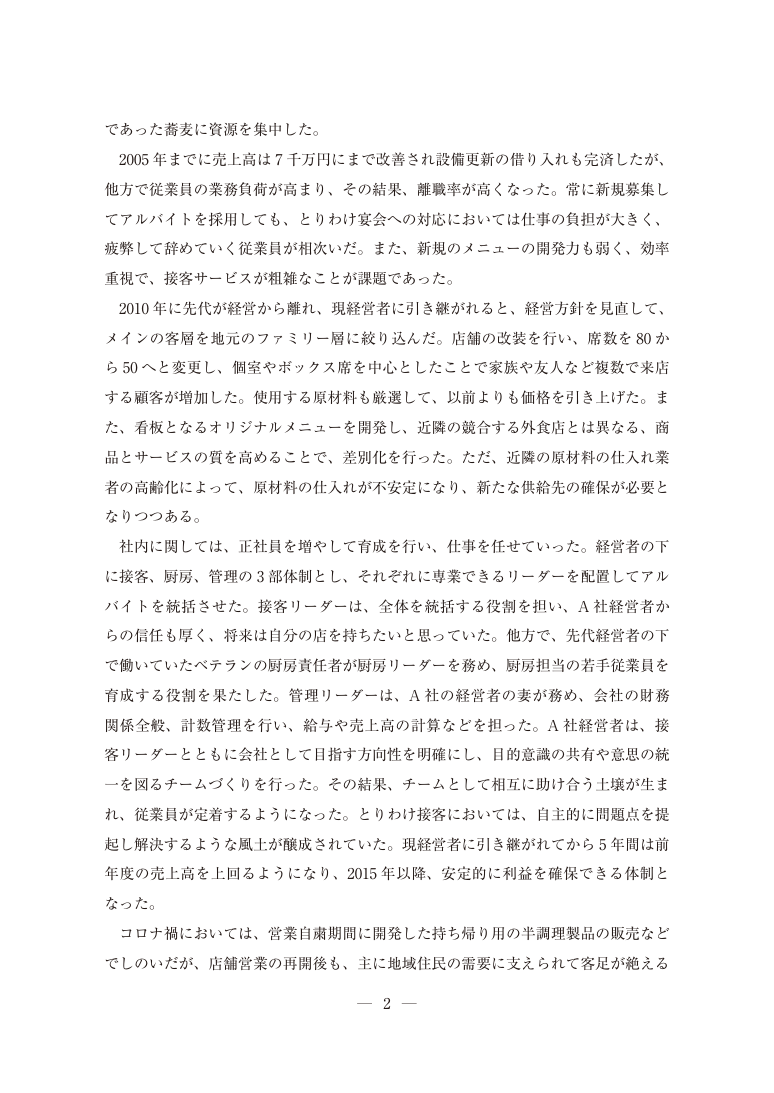 であった蕎麦に資源を集中した。
2005 年までに売上高は 7 千万円にまで改善され設備更新の借り入れも完済したが、
他方で従業員の業務負荷が高まり、その結果、離職率が高くなった。常に新規募集し
てアルバイトを採用しても、とりわけ宴会への対応においては仕事の負担が大きく、
疲弊して辞めていく従業員が相次いだ。また、新規のメニューの開発力も弱く、効率
重視で、接客サービスが粗雑なことが課題であった。
2010 年に先代が経営から離れ、現経営者に引き継がれると、経営方針を見直して、
メインの客層を地元のファミリー層に絞り込んだ。店舗の改装を行い、席数を 80 か
ら 50 へと変更し、個室やボックス席を中心としたことで家族や友人など複数で来店
する顧客が増加した。使用する原材料も厳選して、以前よりも価格を引き上げた。ま
た、看板となるオリジナルメニューを開発し、近隣の競合する外食店とは異なる、商
品とサービスの質を高めることで、差別化を行った。ただ、近隣の原材料の仕入れ業
者の高齢化によって、原材料の仕入れが不安定になり、新たな供給先の確保が必要と
なりつつある。
社内に関しては、正社員を増やして育成を行い、仕事を任せていった。経営者の下
に接客、厨房、管理の 3 部体制とし、それぞれに専業できるリーダーを配置してアル
バイトを統括させた。接客リーダーは、全体を統括する役割を担い、A 社経営者か
らの信任も厚く、将来は自分の店を持ちたいと思っていた。他方で、先代経営者の下
で働いていたベテランの厨房責任者が厨房リーダーを務め、厨房担当の若手従業員を
育成する役割を果たした。管理リーダーは、A 社の経営者の妻が務め、会社の財務
関係全般、計数管理を行い、給与や売上高の計算などを担った。A 社経営者は、接
客リーダーとともに会社として目指す方向性を明確にし、目的意識の共有や意思の統
一を図るチームづくりを行った。その結果、チームとして相互に助け合う土壌が生ま
れ、従業員が定着するようになった。とりわけ接客においては、自主的に問題点を提
起し解決するような風土が醸成されていた。現経営者に引き継がれてから 5 年間は前
年度の売上高を上回るようになり、2015 年以降、安定的に利益を確保できる体制と
なった。
コロナ禍においては、営業自粛期間に開発した持ち帰り用の半調理製品の販売など
でしのいだが、店舗営業の再開後も、主に地域住民の需要に支えられて客足が絶える
― 2 ―